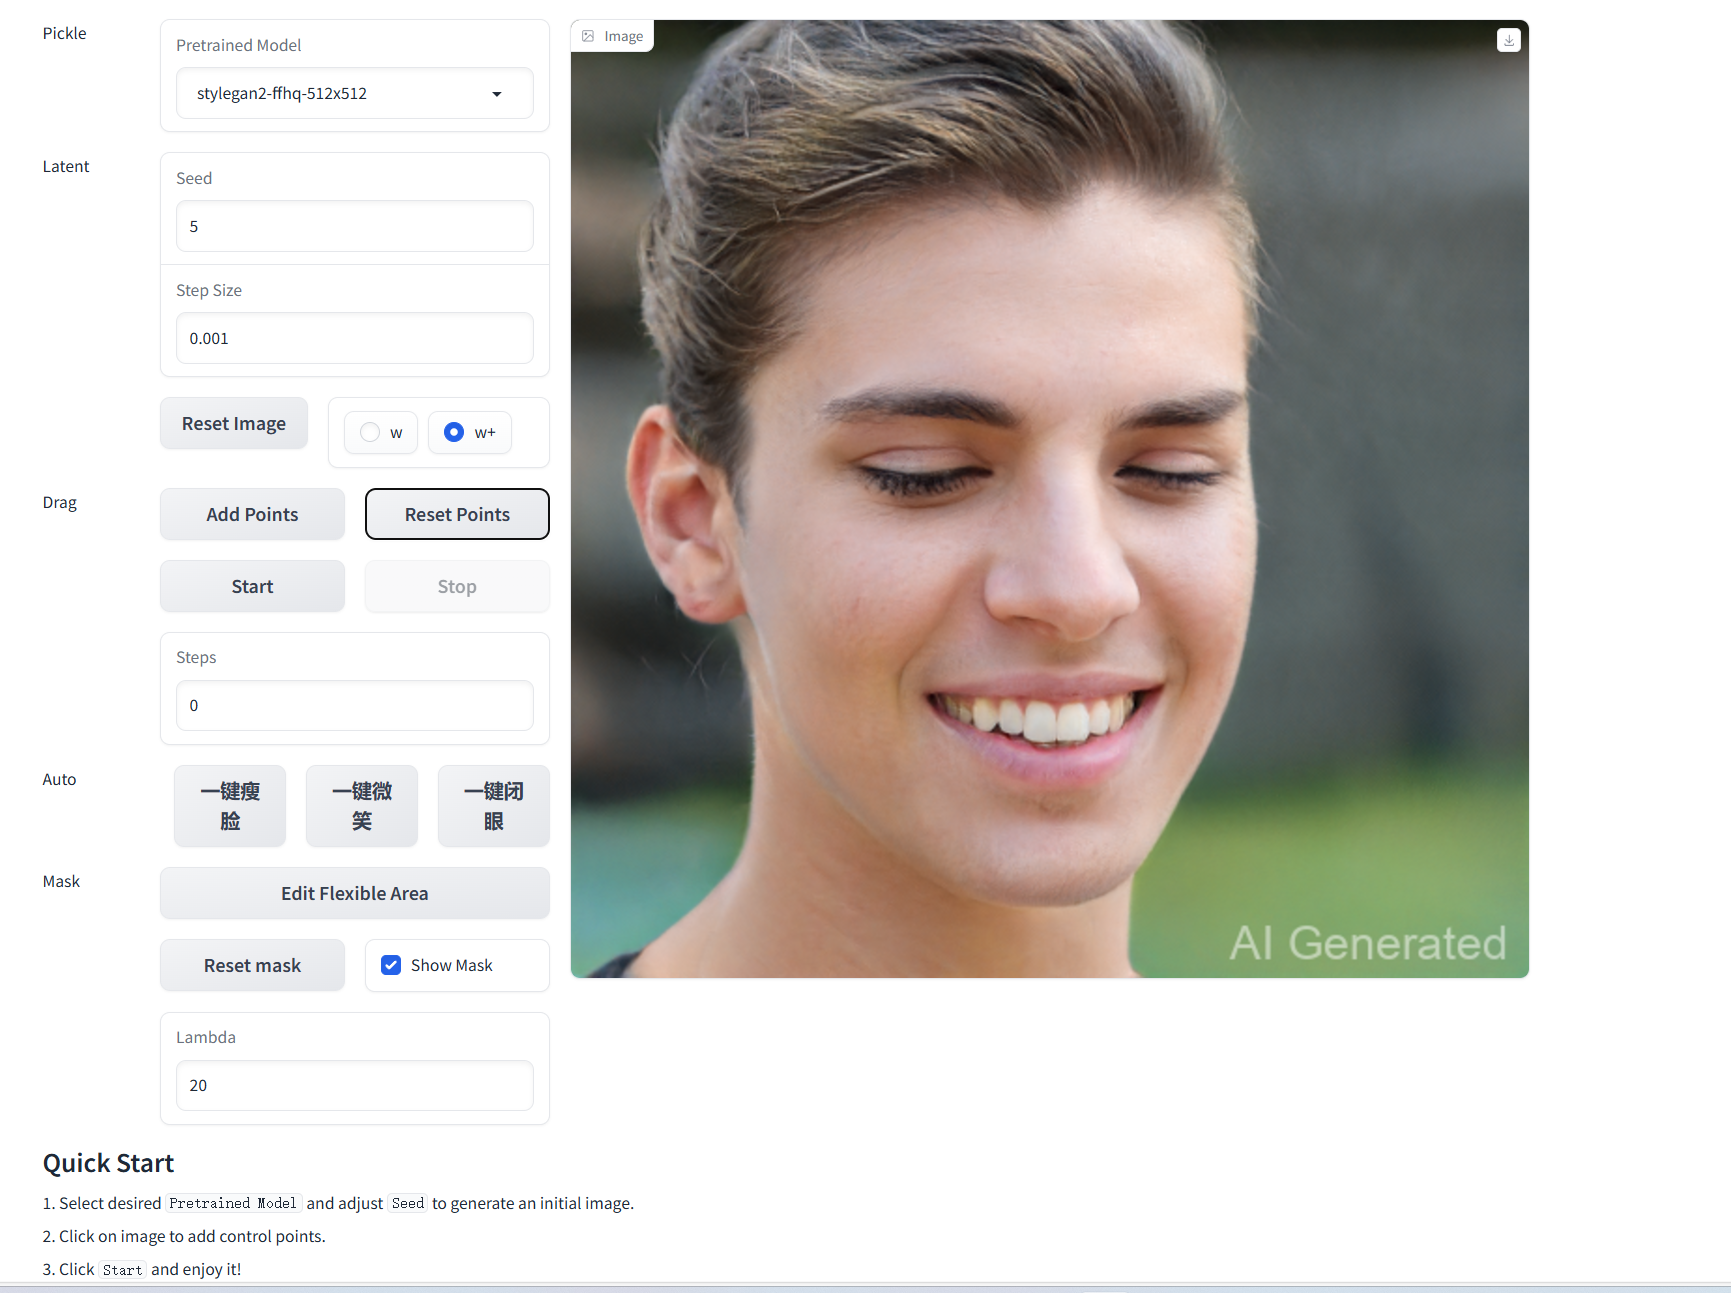 Pickle
Pretrained Model
stylegan2-ffhq-512x512
Latent
Seed
5
Step Size
0.001
Reset Image
w
w+
Drag
Add Points
Reset Points
Start
Stop
Steps
0
Auto
一键瘦
脸
一键微
笑
一键闭
眼
Mask
Edit Flexible Area
Reset mask
Show Mask
Lambda
20
Image
AI Generated
Quick Start
1. Select desired Pretrained Model and adjust Seed to generate an initial image.
2. Click on image to add control points.
3. Click Start and enjoy it!